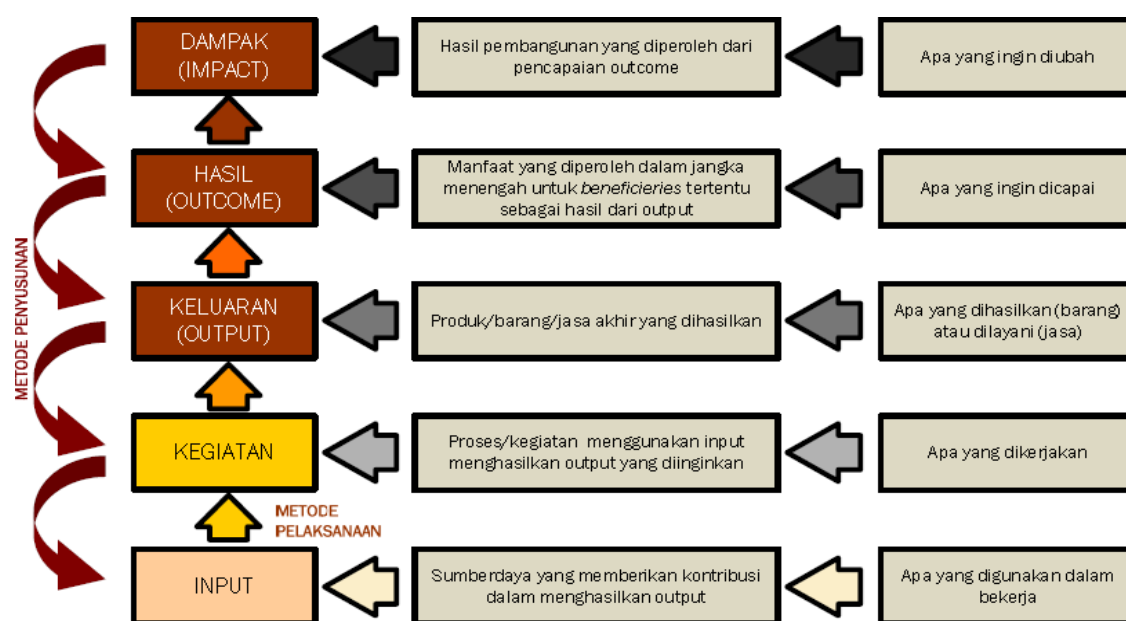 DAMPAK
(IMPACT)
Hasil pembangunan yang diperoleh dari
pencapaian outcome
Apa yang ingin diubah
HASIL
(OUTCOME)
Manfaat yang diperoleh dalam jangka
menengah untuk beneficieries tertentu
sebagai hasil dari output
Apa yang ingin dicapai
METODE PENYUSUNAN
KELUARAN
(OUTPUT)
Produk/barang/jasa akhir yang dihasilkan
Apa yang dihasilkan (barang)
atau dilayani (jasa)
KEGIATAN
Proses/kegiatan menggunakan input
menghasilkan output yang diinginkan
Apa yang dikerjakan
METODE
PELAKSANAAN
INPUT
Sumberdaya yang memberikan kontribusi
dalam menghasilkan output
Apa yang digunakan dalam
bekerja